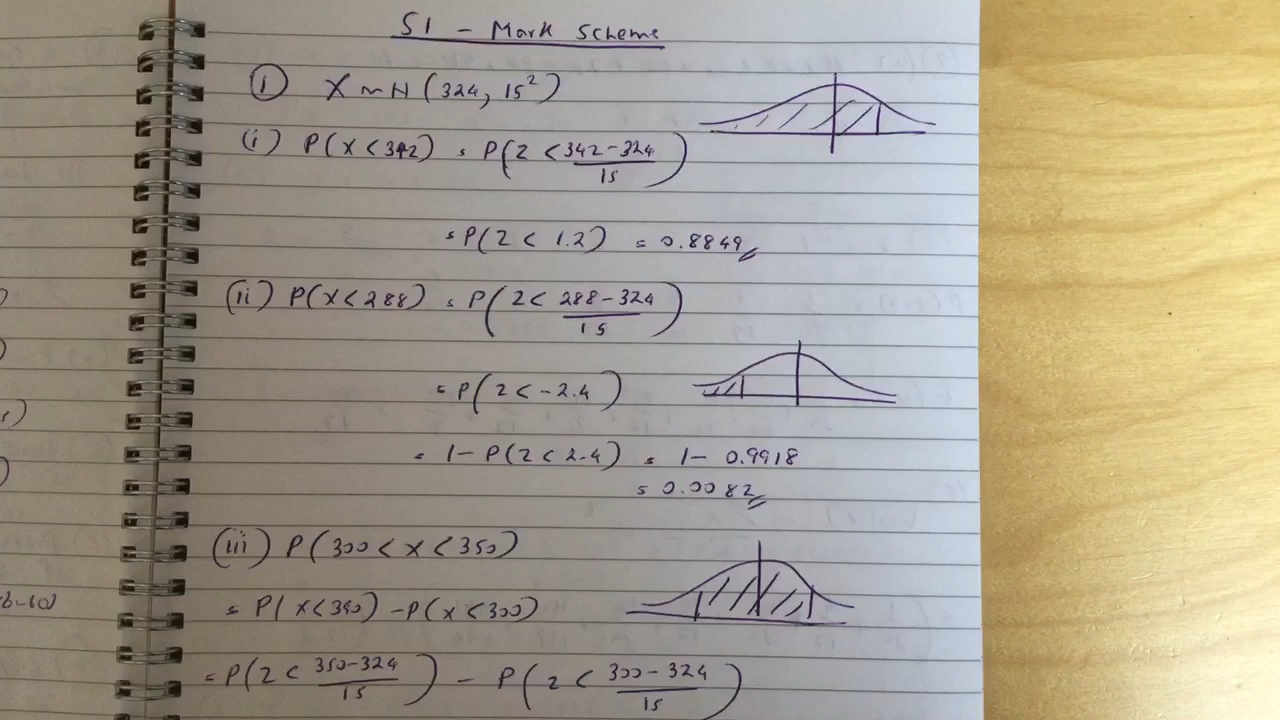 S1 - Mark Scheme
① X ~ N (324, 15²)
(i) P(X < 342) = P(Z < (342-324)/15)
= P(Z < 1.2) = 0.8849
(ii) P(X < 288) = P(Z < (288-324)/15)
= P(Z < -2.4)
= 1 - P(Z < 2.4) = 1 - 0.9918
= 0.0082
(iii) P(300 < X < 350)
= P(X < 350) - P(X < 300)
= P(Z < (350-324)/15) - P(Z < (300-324)/15)